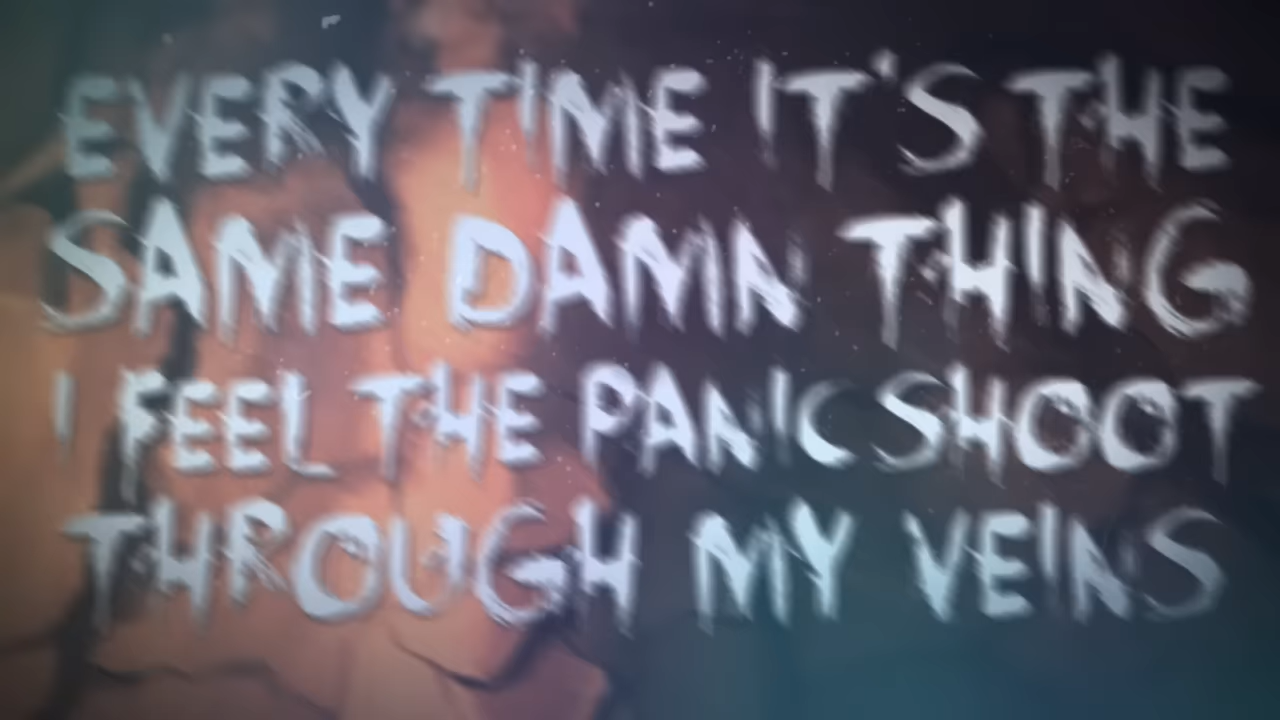 EVERY TIME IT'S THE
SAME DAMN THING
I FEEL THE PANIC SHOOT
THROUGH MY VEINS